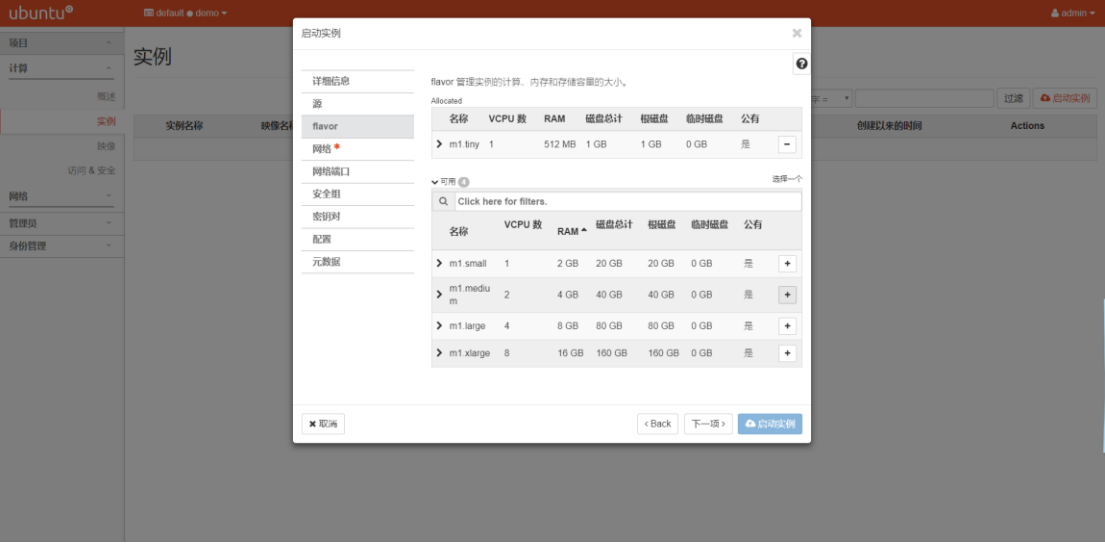 ubuntu
default demo
admin
项目
计算
概述
实例
映像
访问 & 安全
网络
管理员
身份管理
实例
字 =
过滤
启动实例
实例名称
映像名称
创建以来的时间
Actions
启动实例
详细信息
源
flavor
网络 *
网络端口
安全组
密钥对
配置
元数据
flavor 管理实例的计算、内存和存储容量的大小。
Allocated
名称 VCPU 数 RAM 磁盘总计 根磁盘 临时磁盘 公有
m1.tiny 1 512 MB 1 GB 1 GB 0 GB 是
可用 4 选择一个
Click here for filters.
名称 VCPU 数 RAM 磁盘总计 根磁盘 临时磁盘 公有
m1.small 1 2 GB 20 GB 20 GB 0 GB 是
m1.mediu
m 2 4 GB 40 GB 40 GB 0 GB 是
m1.large 4 8 GB 80 GB 80 GB 0 GB 是
m1.xlarge 8 16 GB 160 GB 160 GB 0 GB 是
取消
< Back
下一项 >
启动实例